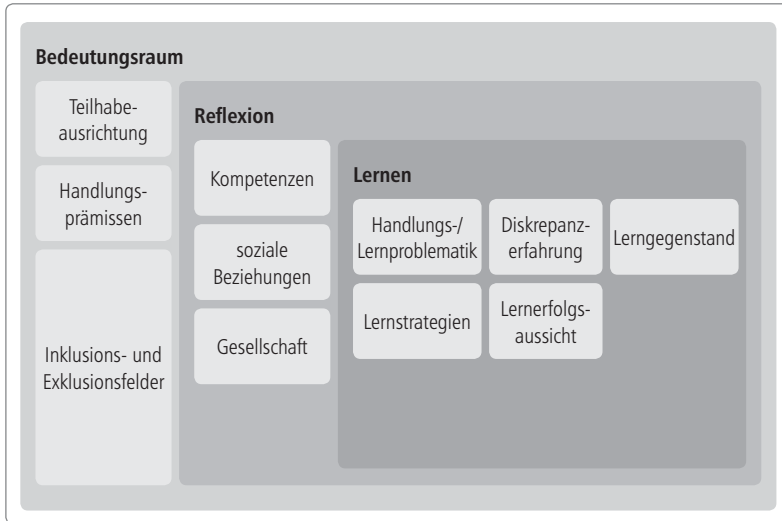 Bedeutungsraum
Teilhabe-
ausrichtung
Handlungs-
prämissen
Inklusions- und
Exklusionsfelder
Reflexion
Kompetenzen
soziale
Beziehungen
Gesellschaft
Lernen
Handlungs-/
Lernproblematik
Diskrepanz-
erfahrung
Lerngegenstand
Lernstrategien
Lernerfolgs-
aussicht